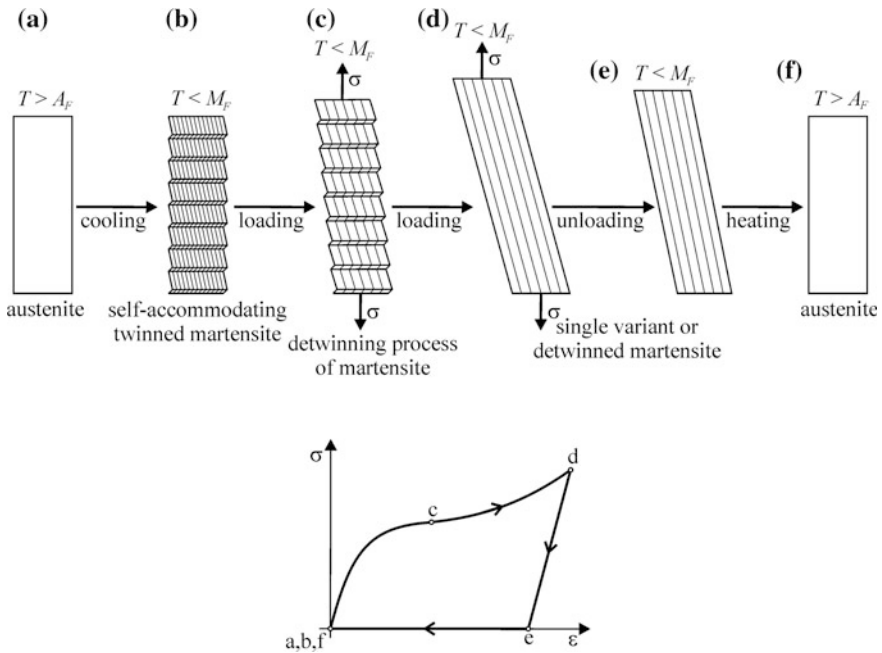 (a)
(b)
(c)
(d)
(e)
(f)
T > A_F
T < M_F
T < M_F
T < M_F
T < M_F
T > A_F
σ
σ
cooling
loading
loading
unloading
heating
austenite
self-accommodating
twinned martensite
σ
detwinning process
of martensite
σ
single variant or
detwinned martensite
austenite
σ
d
c
a,b,f
e
ε